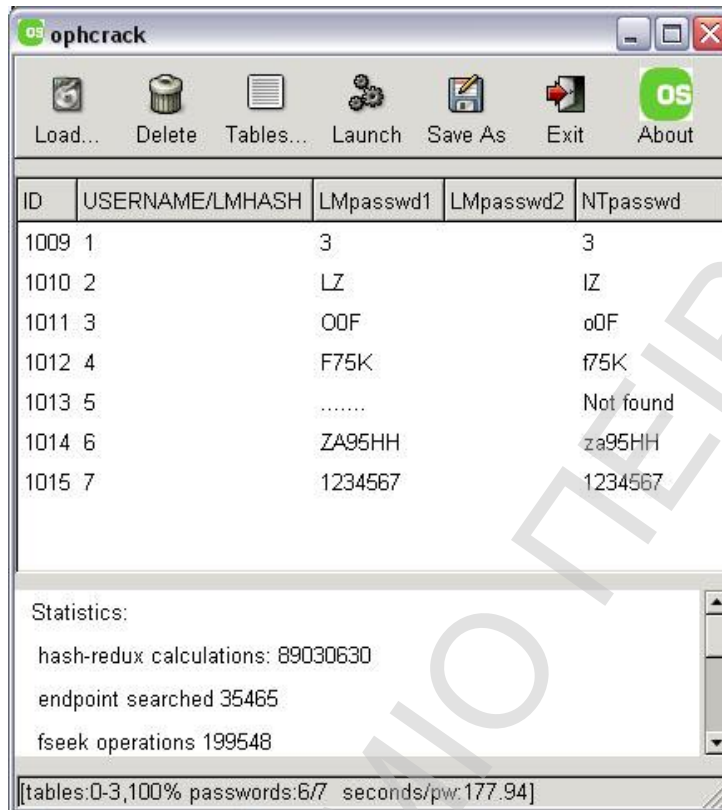 os ophcrack
Load... Delete Tables... Launch Save As Exit OS About
ID USERNAME/LMHASH LMpasswd1 LMpasswd2 NTpasswd
1009 1 3 3
1010 2 LZ lZ
1011 3 O0F o0F
1012 4 F75K f75K
1013 5 ....... Not found
1014 6 ZA95HH za95HH
1015 7 1234567 1234567
Statistics:
hash-redux calculations: 89030630
endpoint searched 35465
fseek operations 199548
[tables:0-3,100% passwords:6/7 seconds/pw:177.94]